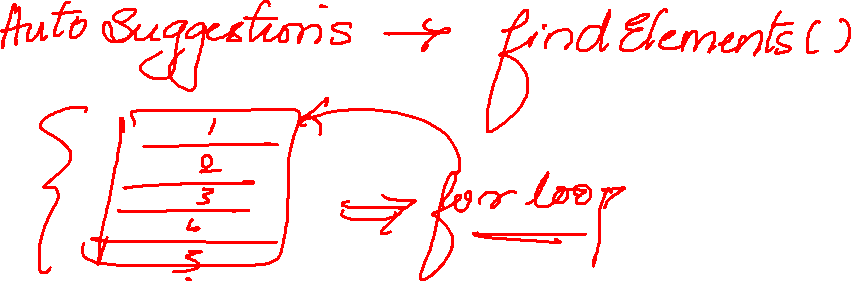 Auto Suggestions → findElements()
1
2
3
4
5
⇒ for loop